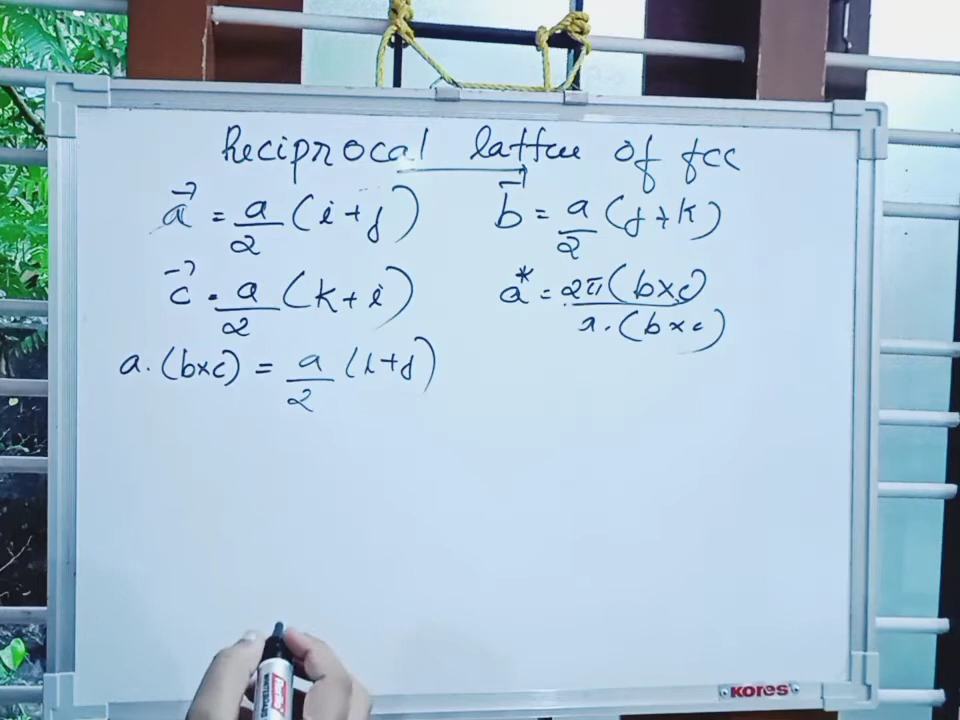 Reciprocal lattice of fcc
a⃗ = a/2 (i+j) b⃗ = a/2 (j+k)
c⃗ = a/2 (k+i) a* = 2π(b×c)/a.(b×c)
a.(b×c) = a/2 (i+j)
KORES